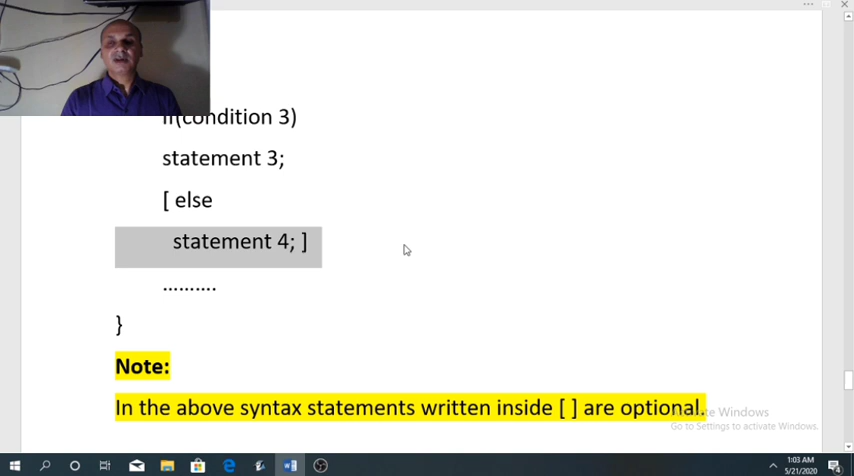 if(condition 3)
statement 3;
[ else
statement 4; ]
..........
}
Note:
In the above syntax statements written inside [ ] are optional.
Activate Windows
Go to Settings to activate Windows.
1:03 AM
5/21/2020